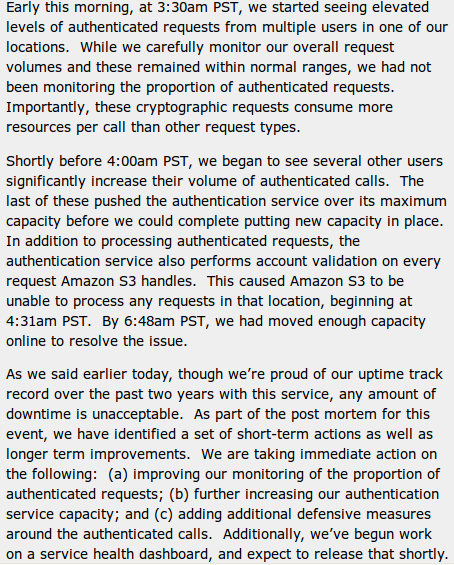 Early this morning, at 3:30am PST, we started seeing elevated
levels of authenticated requests from multiple users in one of our
locations.  While we carefully monitor our overall request
volumes and these remained within normal ranges, we had not
been monitoring the proportion of authenticated requests.
Importantly, these cryptographic requests consume more
resources per call than other request types.
Shortly before 4:00am PST, we began to see several other users
significantly increase their volume of authenticated calls.  The
last of these pushed the authentication service over its maximum
capacity before we could complete putting new capacity in place.
In addition to processing authenticated requests, the
authentication service also performs account validation on every
request Amazon S3 handles.  This caused Amazon S3 to be
unable to process any requests in that location, beginning at
4:31am PST.  By 6:48am PST, we had moved enough capacity
online to resolve the issue.
As we said earlier today, though we're proud of our uptime track
record over the past two years with this service, any amount of
downtime is unacceptable.  As part of the post mortem for this
event, we have identified a set of short-term actions as well as
longer term improvements.  We are taking immediate action on
the following:  (a) improving our monitoring of the proportion of
authenticated requests; (b) further increasing our authentication
service capacity; and (c) adding additional defensive measures
around the authenticated calls.  Additionally, we've begun work
on a service health dashboard, and expect to release that shortly.